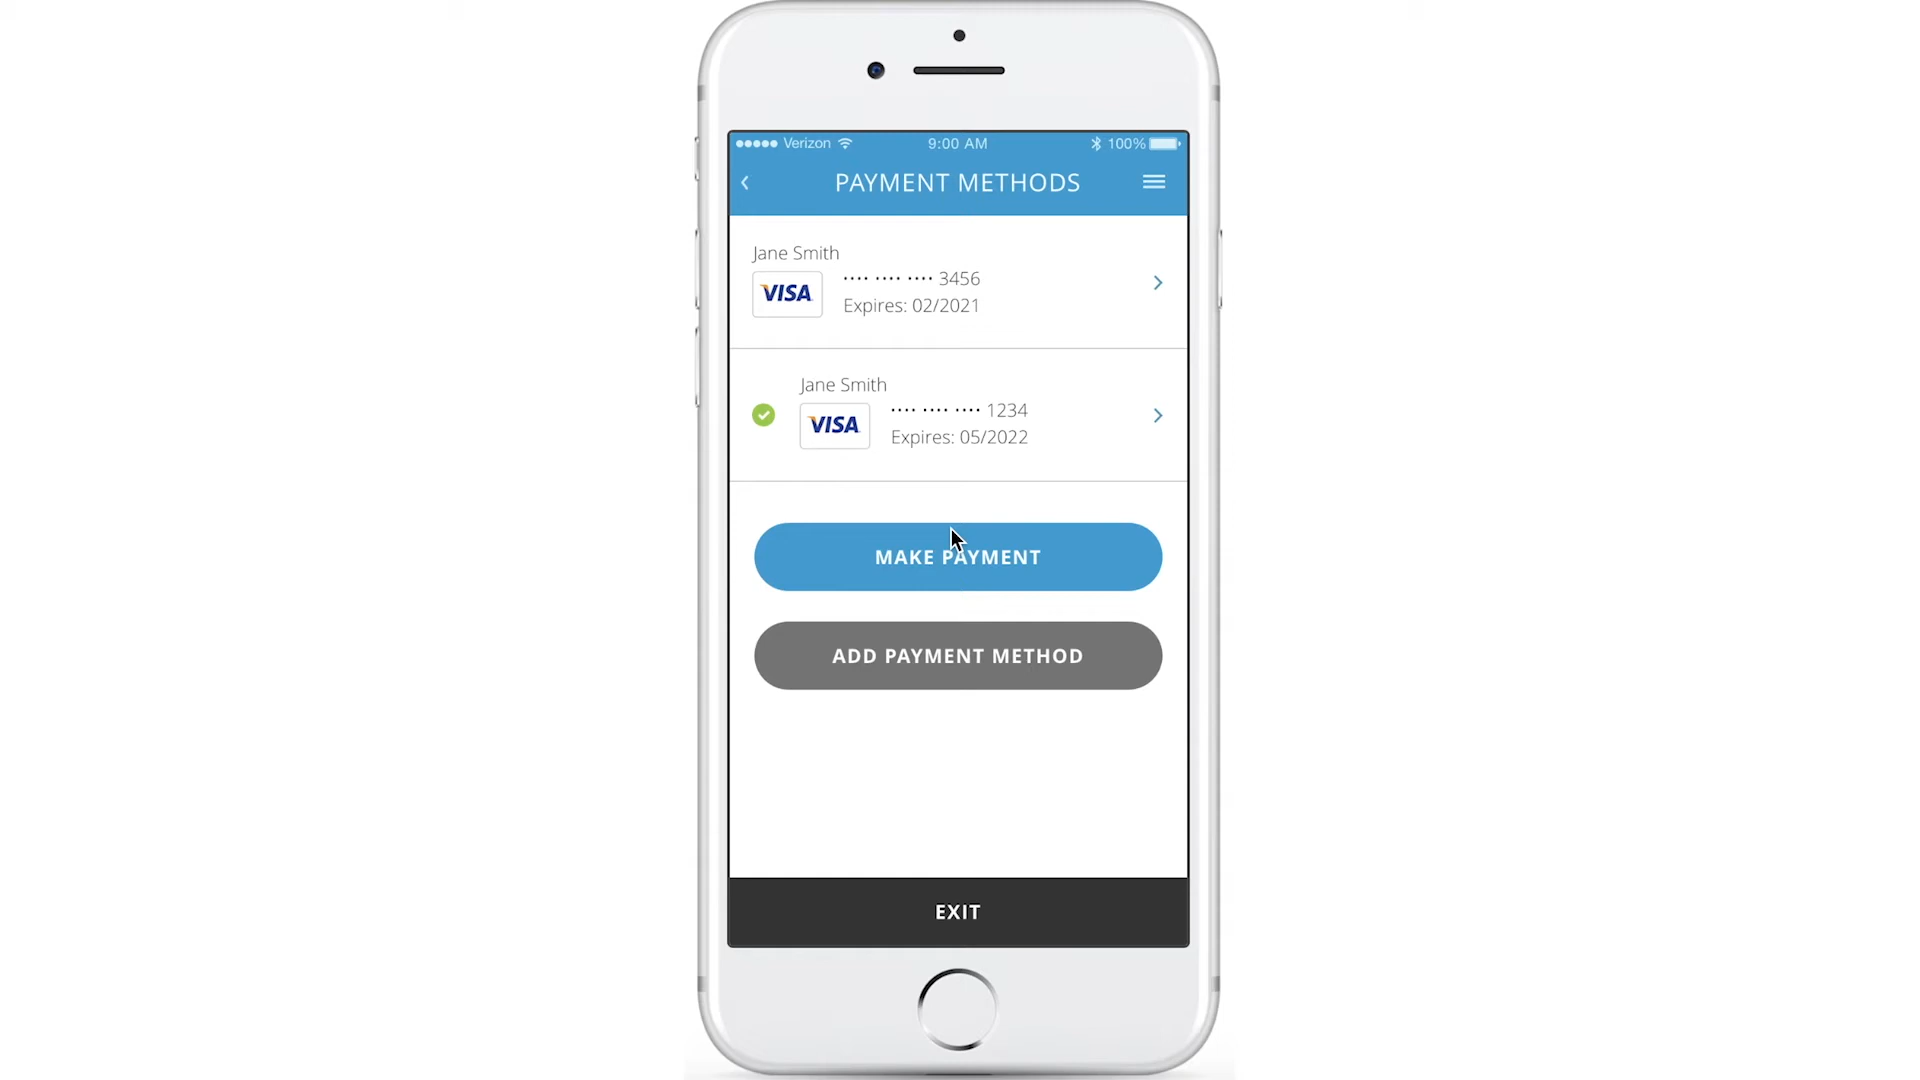 Verizon 9:00 AM 100%
PAYMENT METHODS
Jane Smith
VISA •••• •••• •••• 3456
Expires: 02/2021
Jane Smith
VISA •••• •••• •••• 1234
Expires: 05/2022
MAKE PAYMENT
ADD PAYMENT METHOD
EXIT